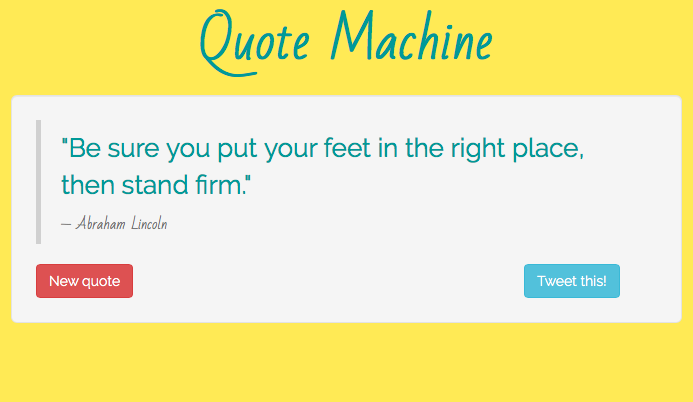 Quote Machine
"Be sure you put your feet in the right place,
then stand firm."
— Abraham Lincoln
New quote
Tweet this!